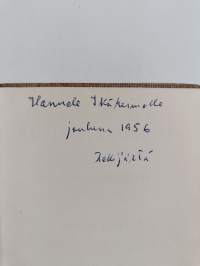 Hannele Ikäheimolle
jouluna 1956
Tekijältä